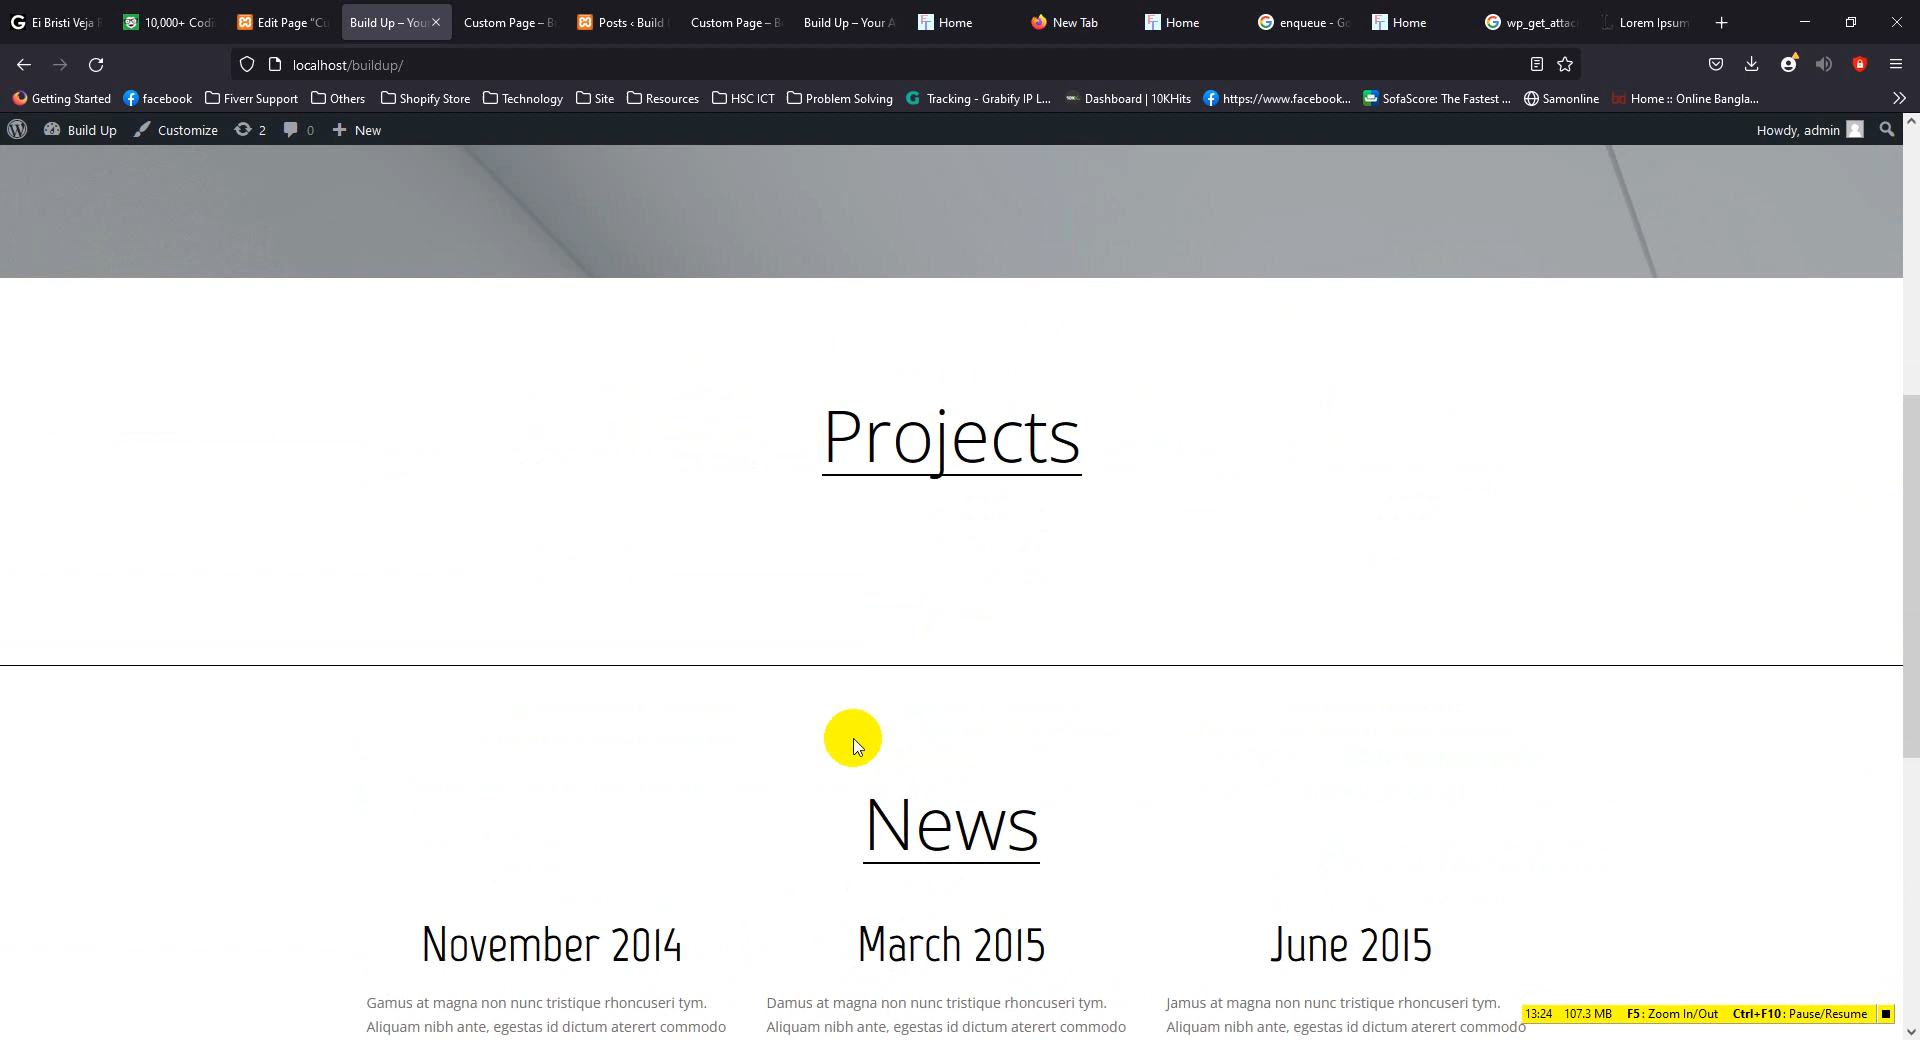 Ei Bristi Veja
10,000+ Codi
Edit Page “Cu
Build Up – You
Custom Page – B
Posts ‹ Build
Custom Page – B
Build Up – Your A
Home
New Tab
Home
enqueue - Go
Home
wp_get_attac
Lorem Ipsum
localhost/buildup/
Getting Started
facebook
Fiverr Support
Others
Shopify Store
Technology
Site
Resources
HSC ICT
Problem Solving
Tracking - Grabify IP L...
Dashboard | 10KHits
https://www.facebook...
SofaScore: The Fastest ...
Samonline
Home :: Online Bangla...
Build Up
Customize
2
0
New
Howdy, admin
Projects
News
November 2014
March 2015
June 2015
Gamus at magna non nunc tristique rhoncuseri tym.
Aliquam nibh ante, egestas id dictum aterert commodo
Damus at magna non nunc tristique rhoncuseri tym.
Aliquam nibh ante, egestas id dictum aterert commodo
Jamus at magna non nunc tristique rhoncuseri tym.
Aliquam nibh ante, egestas id dictum aterert commodo
13:24 107.3 MB F5: Zoom In/Out Ctrl+F10: Pause/Resume